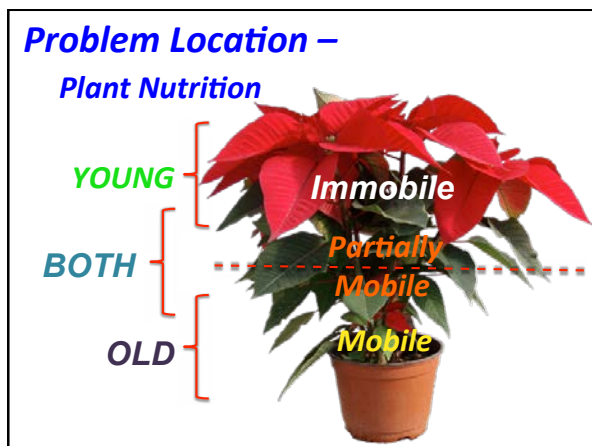 Problem Location –
Plant Nutrition
YOUNG
Immobile
BOTH
Partially
Mobile
OLD
Mobile